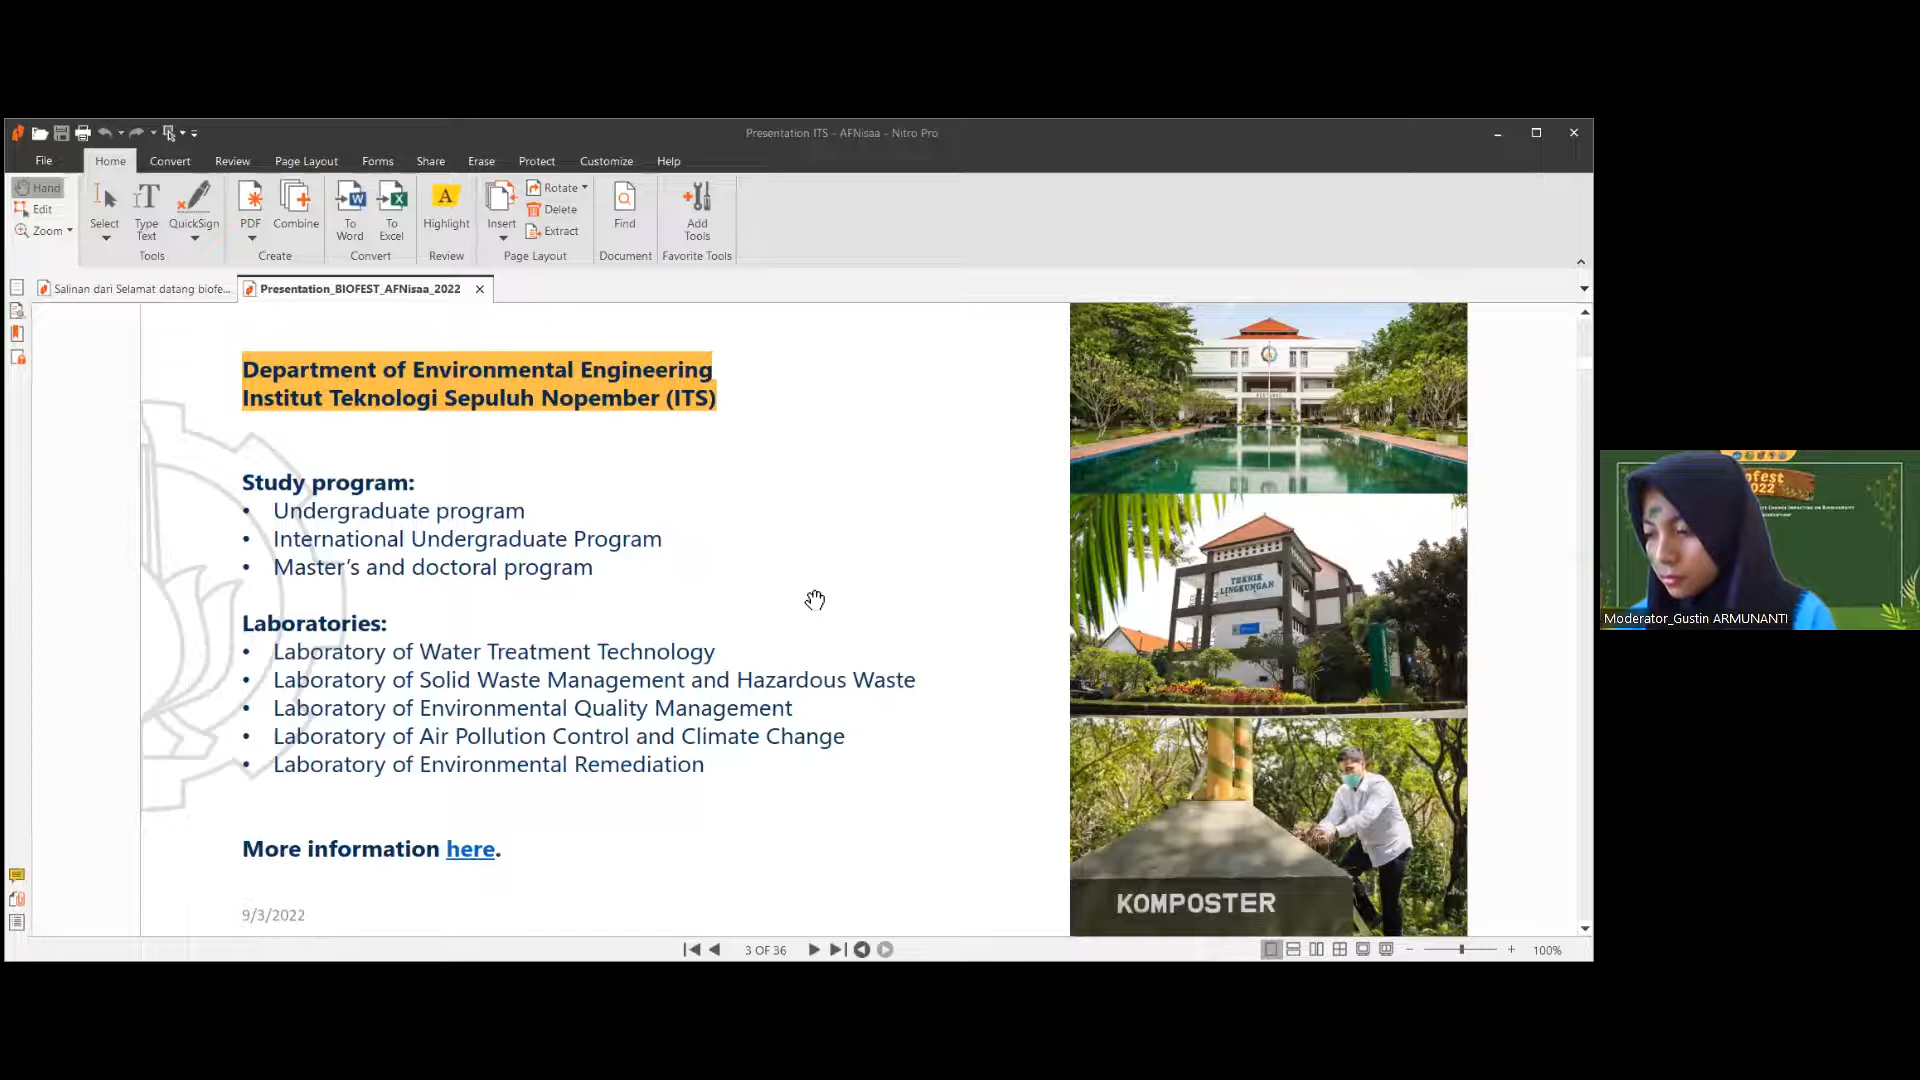 Presentation ITS - AFNisaa - Nitro Pro
File
Home
Convert
Review
Page Layout
Forms
Share
Erase
Protect
Customize
Help
Hand
Edit
Zoom
Select
Type Text
QuickSign
Tools
PDF
Combine
Create
To Word
To Excel
Convert
Highlight
Review
Insert
Rotate
Delete
Extract
Page Layout
Find
Document
Add Tools
Favorite Tools
Salinan dari Selamat datang biofe...
Presentation_BIOFEST_AFNisaa_2022
Department of Environmental Engineering
Institut Teknologi Sepuluh Nopember (ITS)
Study program:
• Undergraduate program
• International Undergraduate Program
• Master's and doctoral program
Laboratories:
• Laboratory of Water Treatment Technology
• Laboratory of Solid Waste Management and Hazardous Waste
• Laboratory of Environmental Quality Management
• Laboratory of Air Pollution Control and Climate Change
• Laboratory of Environmental Remediation
More information here.
9/3/2022
TEKNIK
LINGKUNGAN
KOMPOSTER
3 OF 36
100%
Moderator_Gustin ARMUNANTI